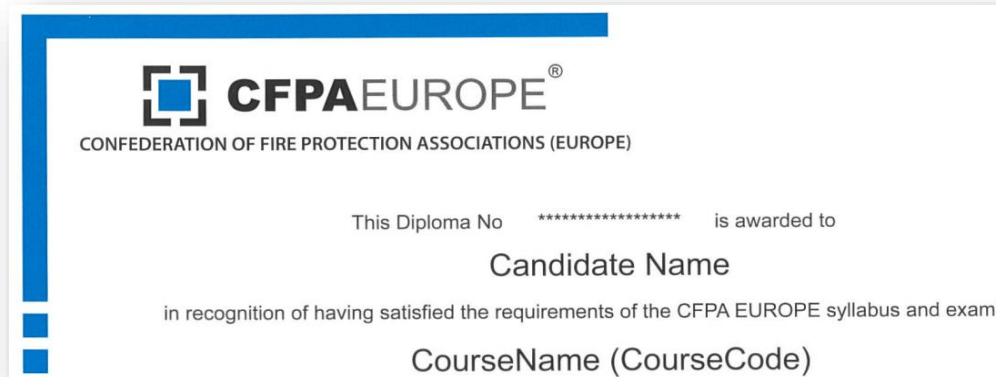 CFPAEUROPE®
CONFEDERATION OF FIRE PROTECTION ASSOCIATIONS (EUROPE)
This Diploma No ****************** is awarded to
Candidate Name
in recognition of having satisfied the requirements of the CFPA EUROPE syllabus and exam
CourseName (CourseCode)